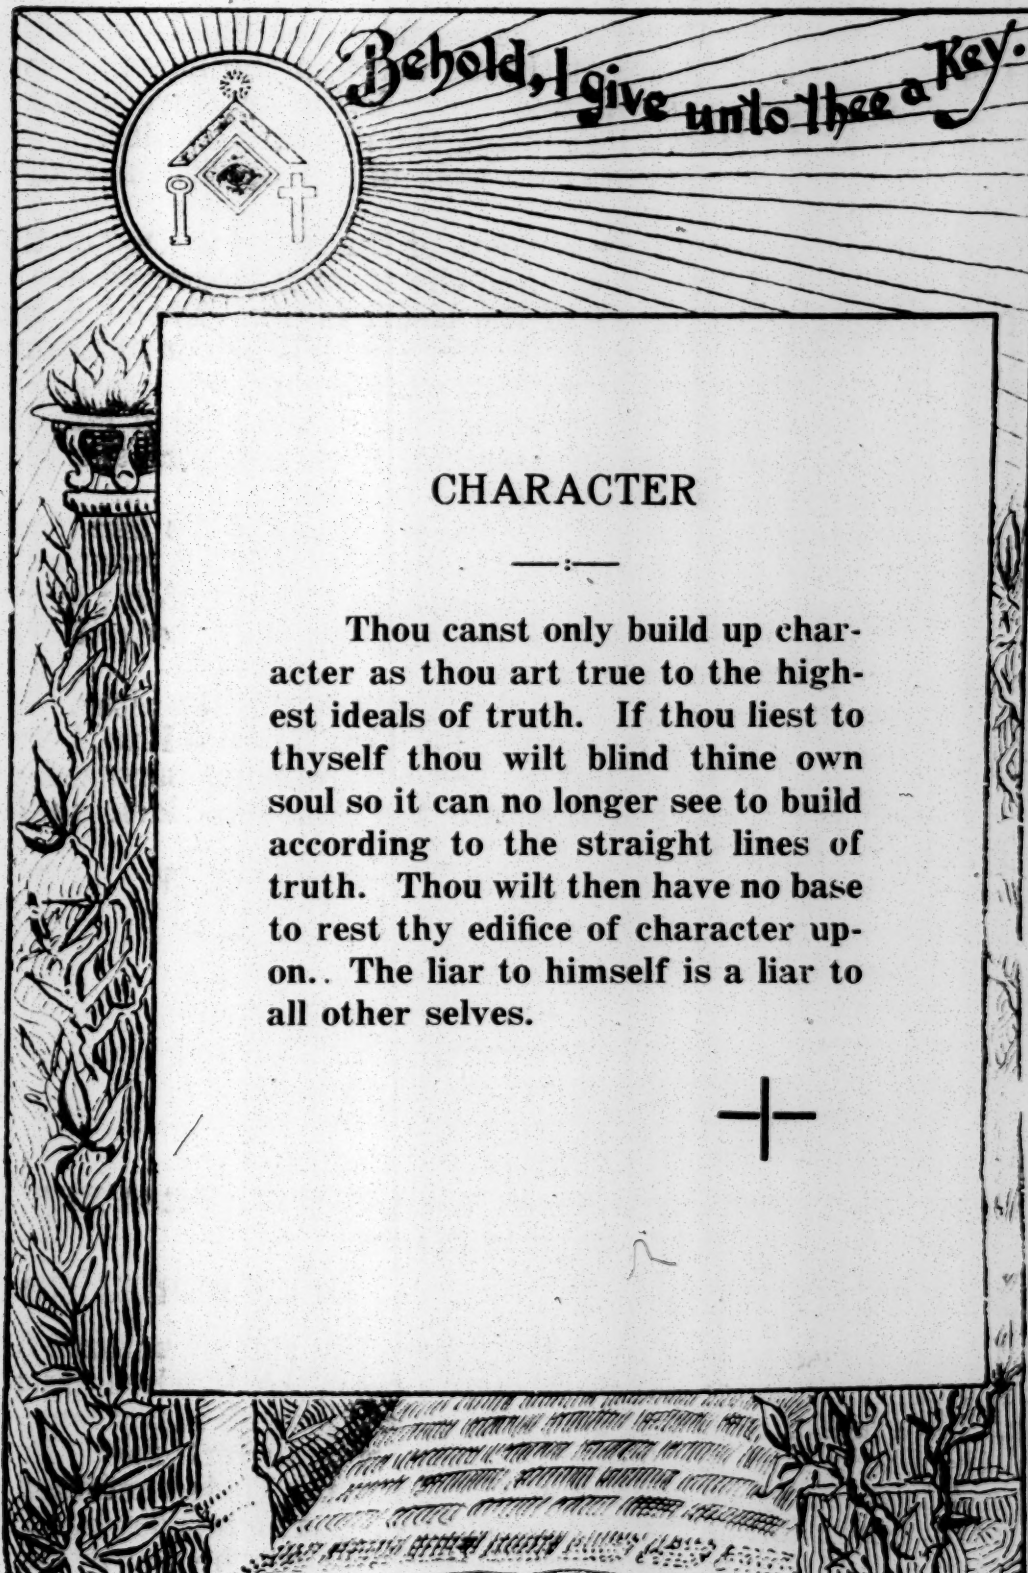 Behold, I give unto thee a Key.
CHARACTER
Thou canst only build up char-
acter as thou art true to the high-
est ideals of truth. If thou liest to
thyself thou wilt blind thine own
soul so it can no longer see to build
according to the straight lines of
truth. Thou wilt then have no base
to rest thy edifice of character up-
on.. The liar to himself is a liar to
all other selves.